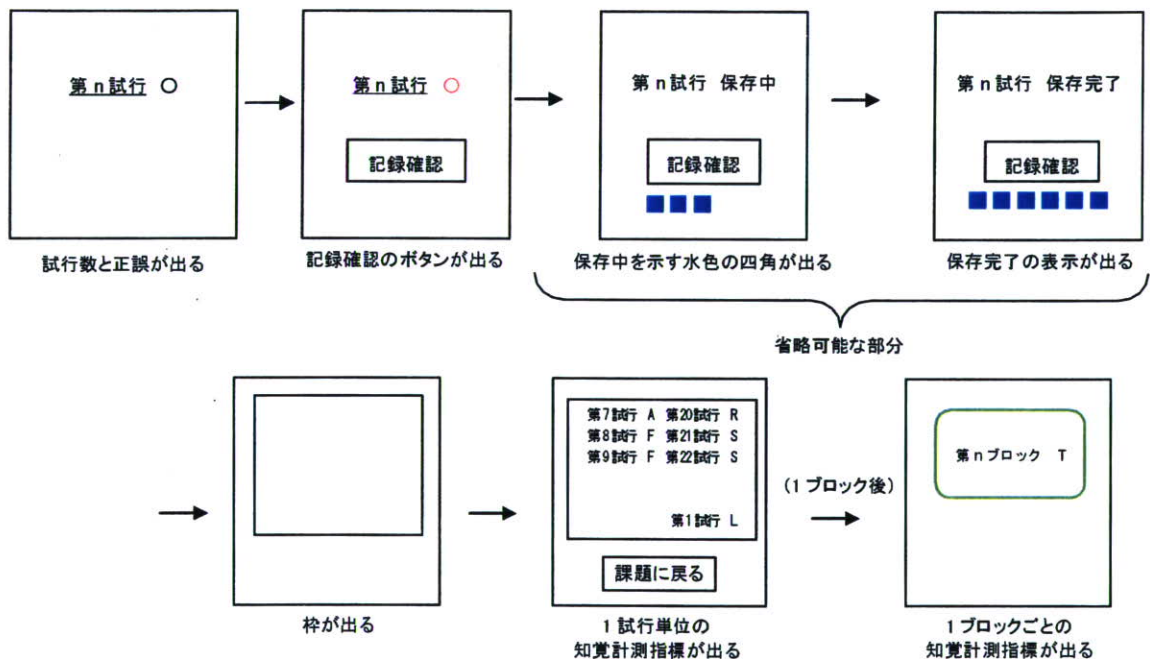 第n試行 ○
試行数と正誤が出る
第n試行 ○
記録確認
記録確認のボタンが出る
第n試行 保存中
記録確認
保存中を示す水色の四角が出る
第n試行 保存完了
記録確認
保存完了の表示が出る
省略可能な部分
枠が出る
第7試行 A 第20試行 R
第8試行 F 第21試行 S
第9試行 F 第22試行 S
第1試行 L
課題に戻る
1試行単位の
知覚計測指標が出る
(1ブロック後)
第nブロック T
1ブロックごとの
知覚計測指標が出る